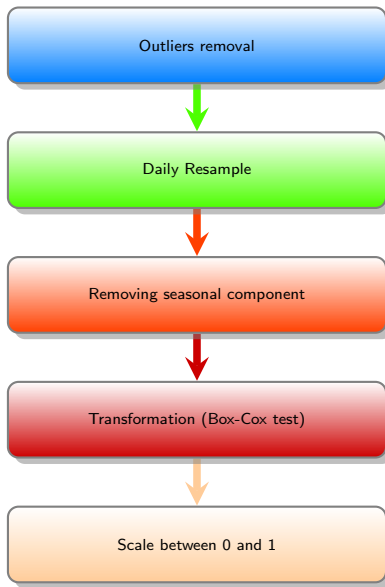 Outliers removal
Daily Resample
Removing seasonal component
Transformation (Box-Cox test)
Scale between 0 and 1